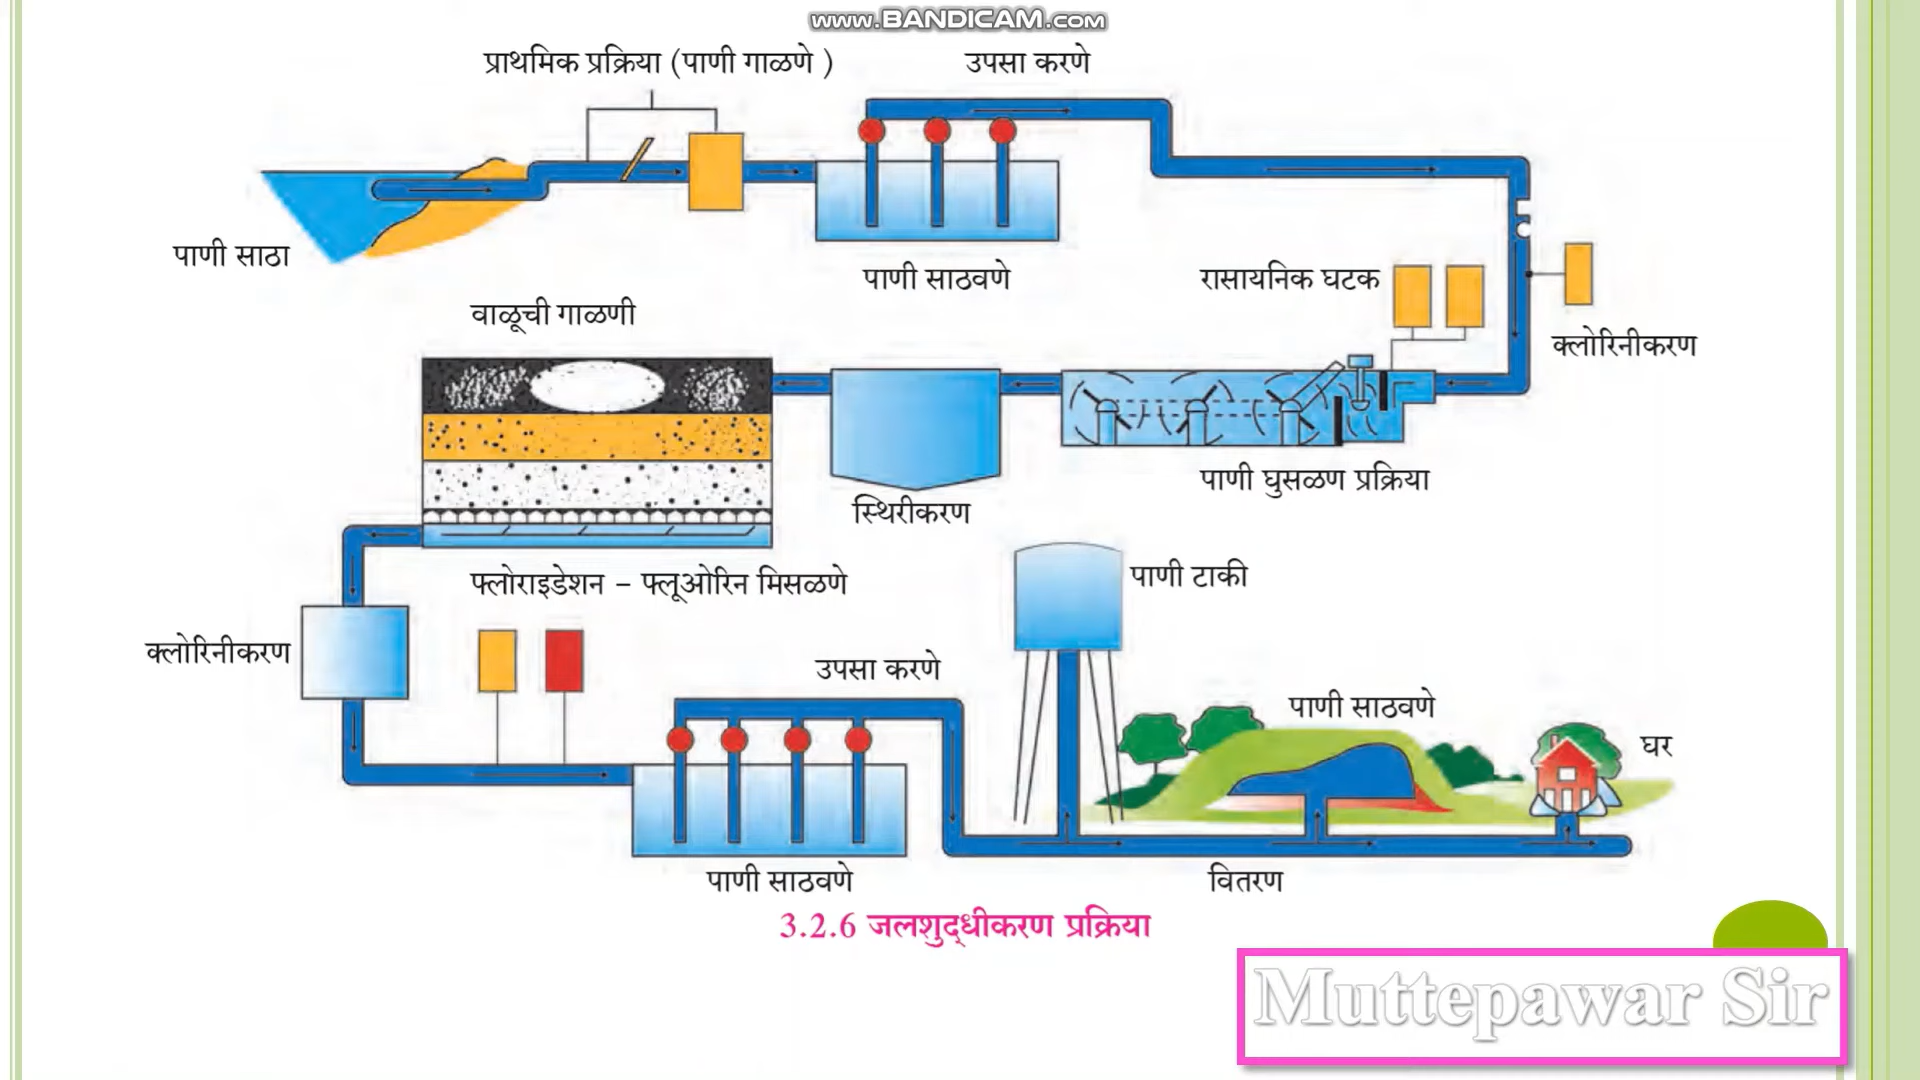 www.BANDICAM.com
प्राथमिक प्रक्रिया (पाणी गाळणे )
उपसा करणे
पाणी साठा
पाणी साठवणे
रासायनिक घटक
क्लोरिनीकरण
वाळूची गाळणी
पाणी घुसळण प्रक्रिया
स्थिरीकरण
फ्लोराइडेशन – फ्लूओरिन मिसळणे
पाणी टाकी
क्लोरिनीकरण
उपसा करणे
पाणी साठवणे
घर
पाणी साठवणे
वितरण
3.2.6 जलशुद्धीकरण प्रक्रिया
Muttepawar Sir